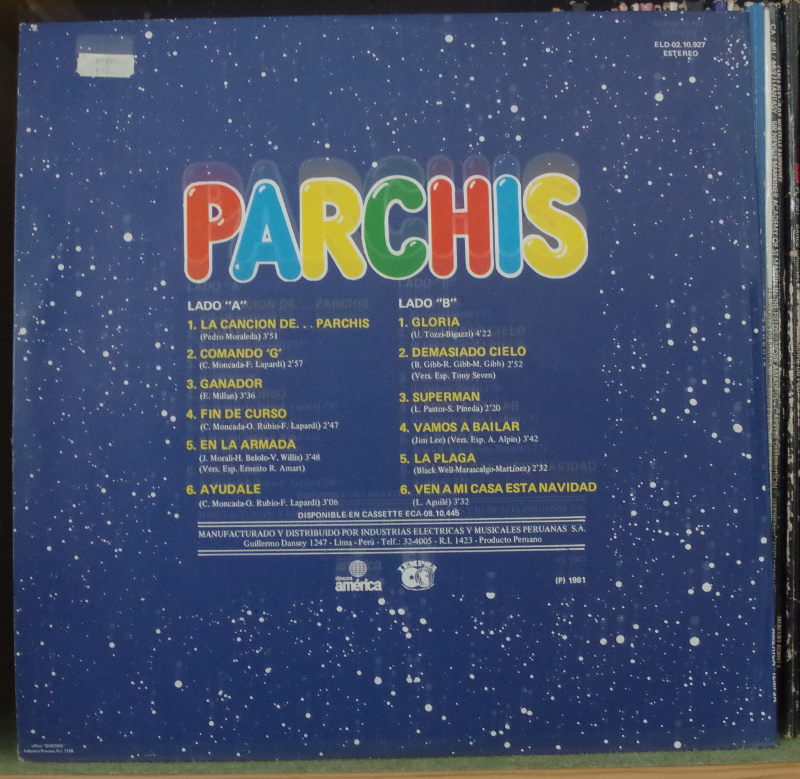 ELD-02.10.927
ESTEREO
PARCHIS
LADO "A"
1. LA CANCION DE... PARCHIS
(Pedro Moraleda) 3'51
2. COMANDO 'G'
(C. Moncada-F. Lapardi) 2'57
3. GANADOR
(E. Millan) 3'36
4. FIN DE CURSO
(C. Moncada-O. Rubio-F. Lapardi) 2'47
5. EN LA ARMADA
(J. Morali-H. Belolo-V. Willis) 3'48
(Vers. Esp. Ernesto R. Amart)
6. AYUDALE
(C. Moncada-O. Rubio-F. Lapardi) 3'06
LADO "B"
1. GLORIA
(U. Tozzi-Bigazzi) 4'22
2. DEMASIADO CIELO
(B. Gibb-R. Gibb-M. Gibb) 2'52
(Vers. Esp. Tony Seven)
3. SUPERMAN
(L. Pastor-S. Pineda) 2'20
4. VAMOS A BAILAR
(Jim Lee) (Vers. Esp. A. Alpin) 3'42
5. LA PLAGA
(Black Well-Marascalgo-Martínez) 2'32
6. VEN A MI CASA ESTA NAVIDAD
(L. Aguilé) 3'32
DISPONIBLE EN CASSETTE ECA-08.10.445
MANUFACTURADO Y DISTRIBUIDO POR INDUSTRIAS ELECTRICAS Y MUSICALES PERUANAS S.A.
Guillermo Dansey 1247 - Lima - Perú - Telf.: 32-4005 - R.I. 1423 - Producto Peruano
discos
américa
IEMPSA
(P) 1981